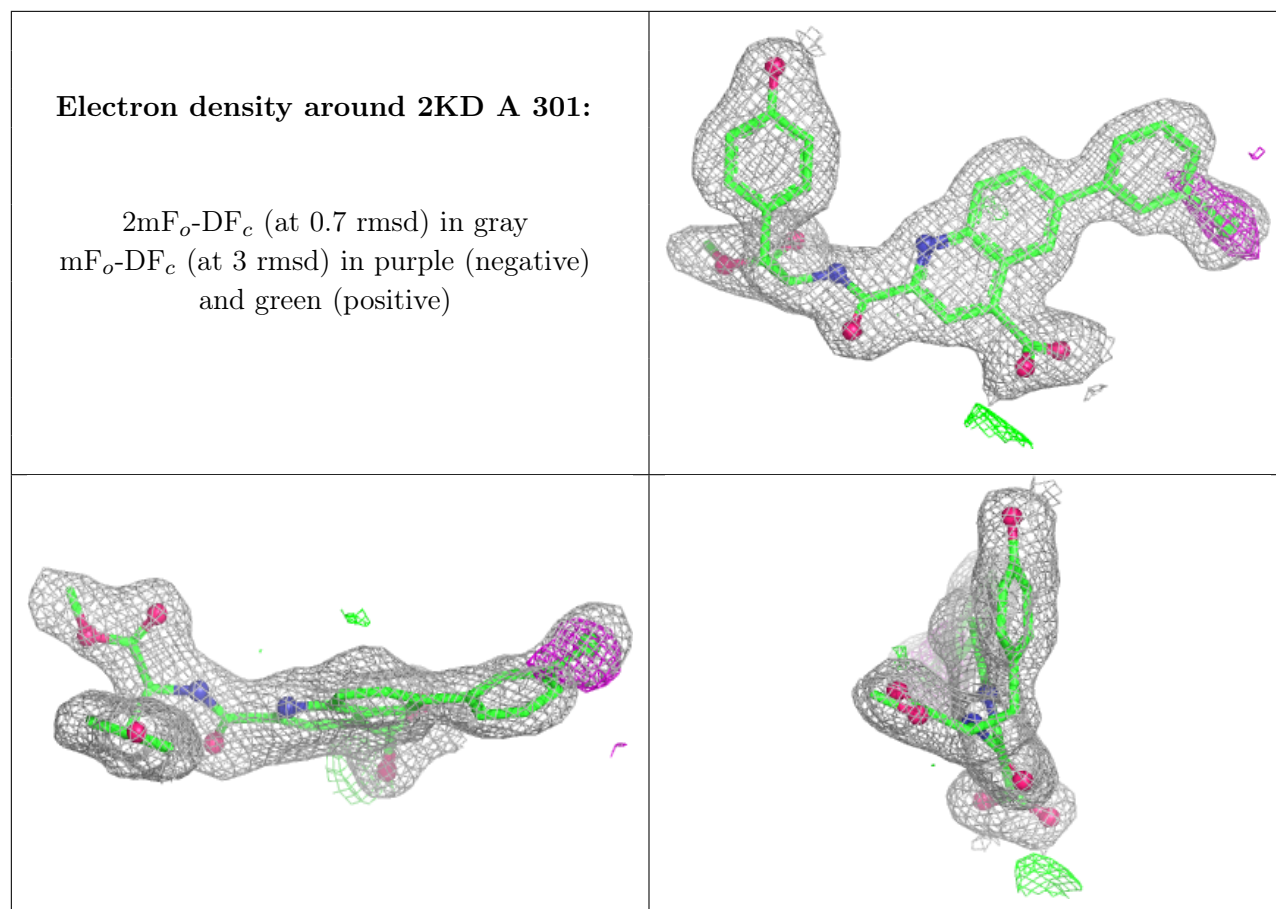 Electron density around 2KD A 301:
2mFₒ-DF𝒸 (at 0.7 rmsd) in gray
mFₒ-DF𝒸 (at 3 rmsd) in purple (negative)
and green (positive)